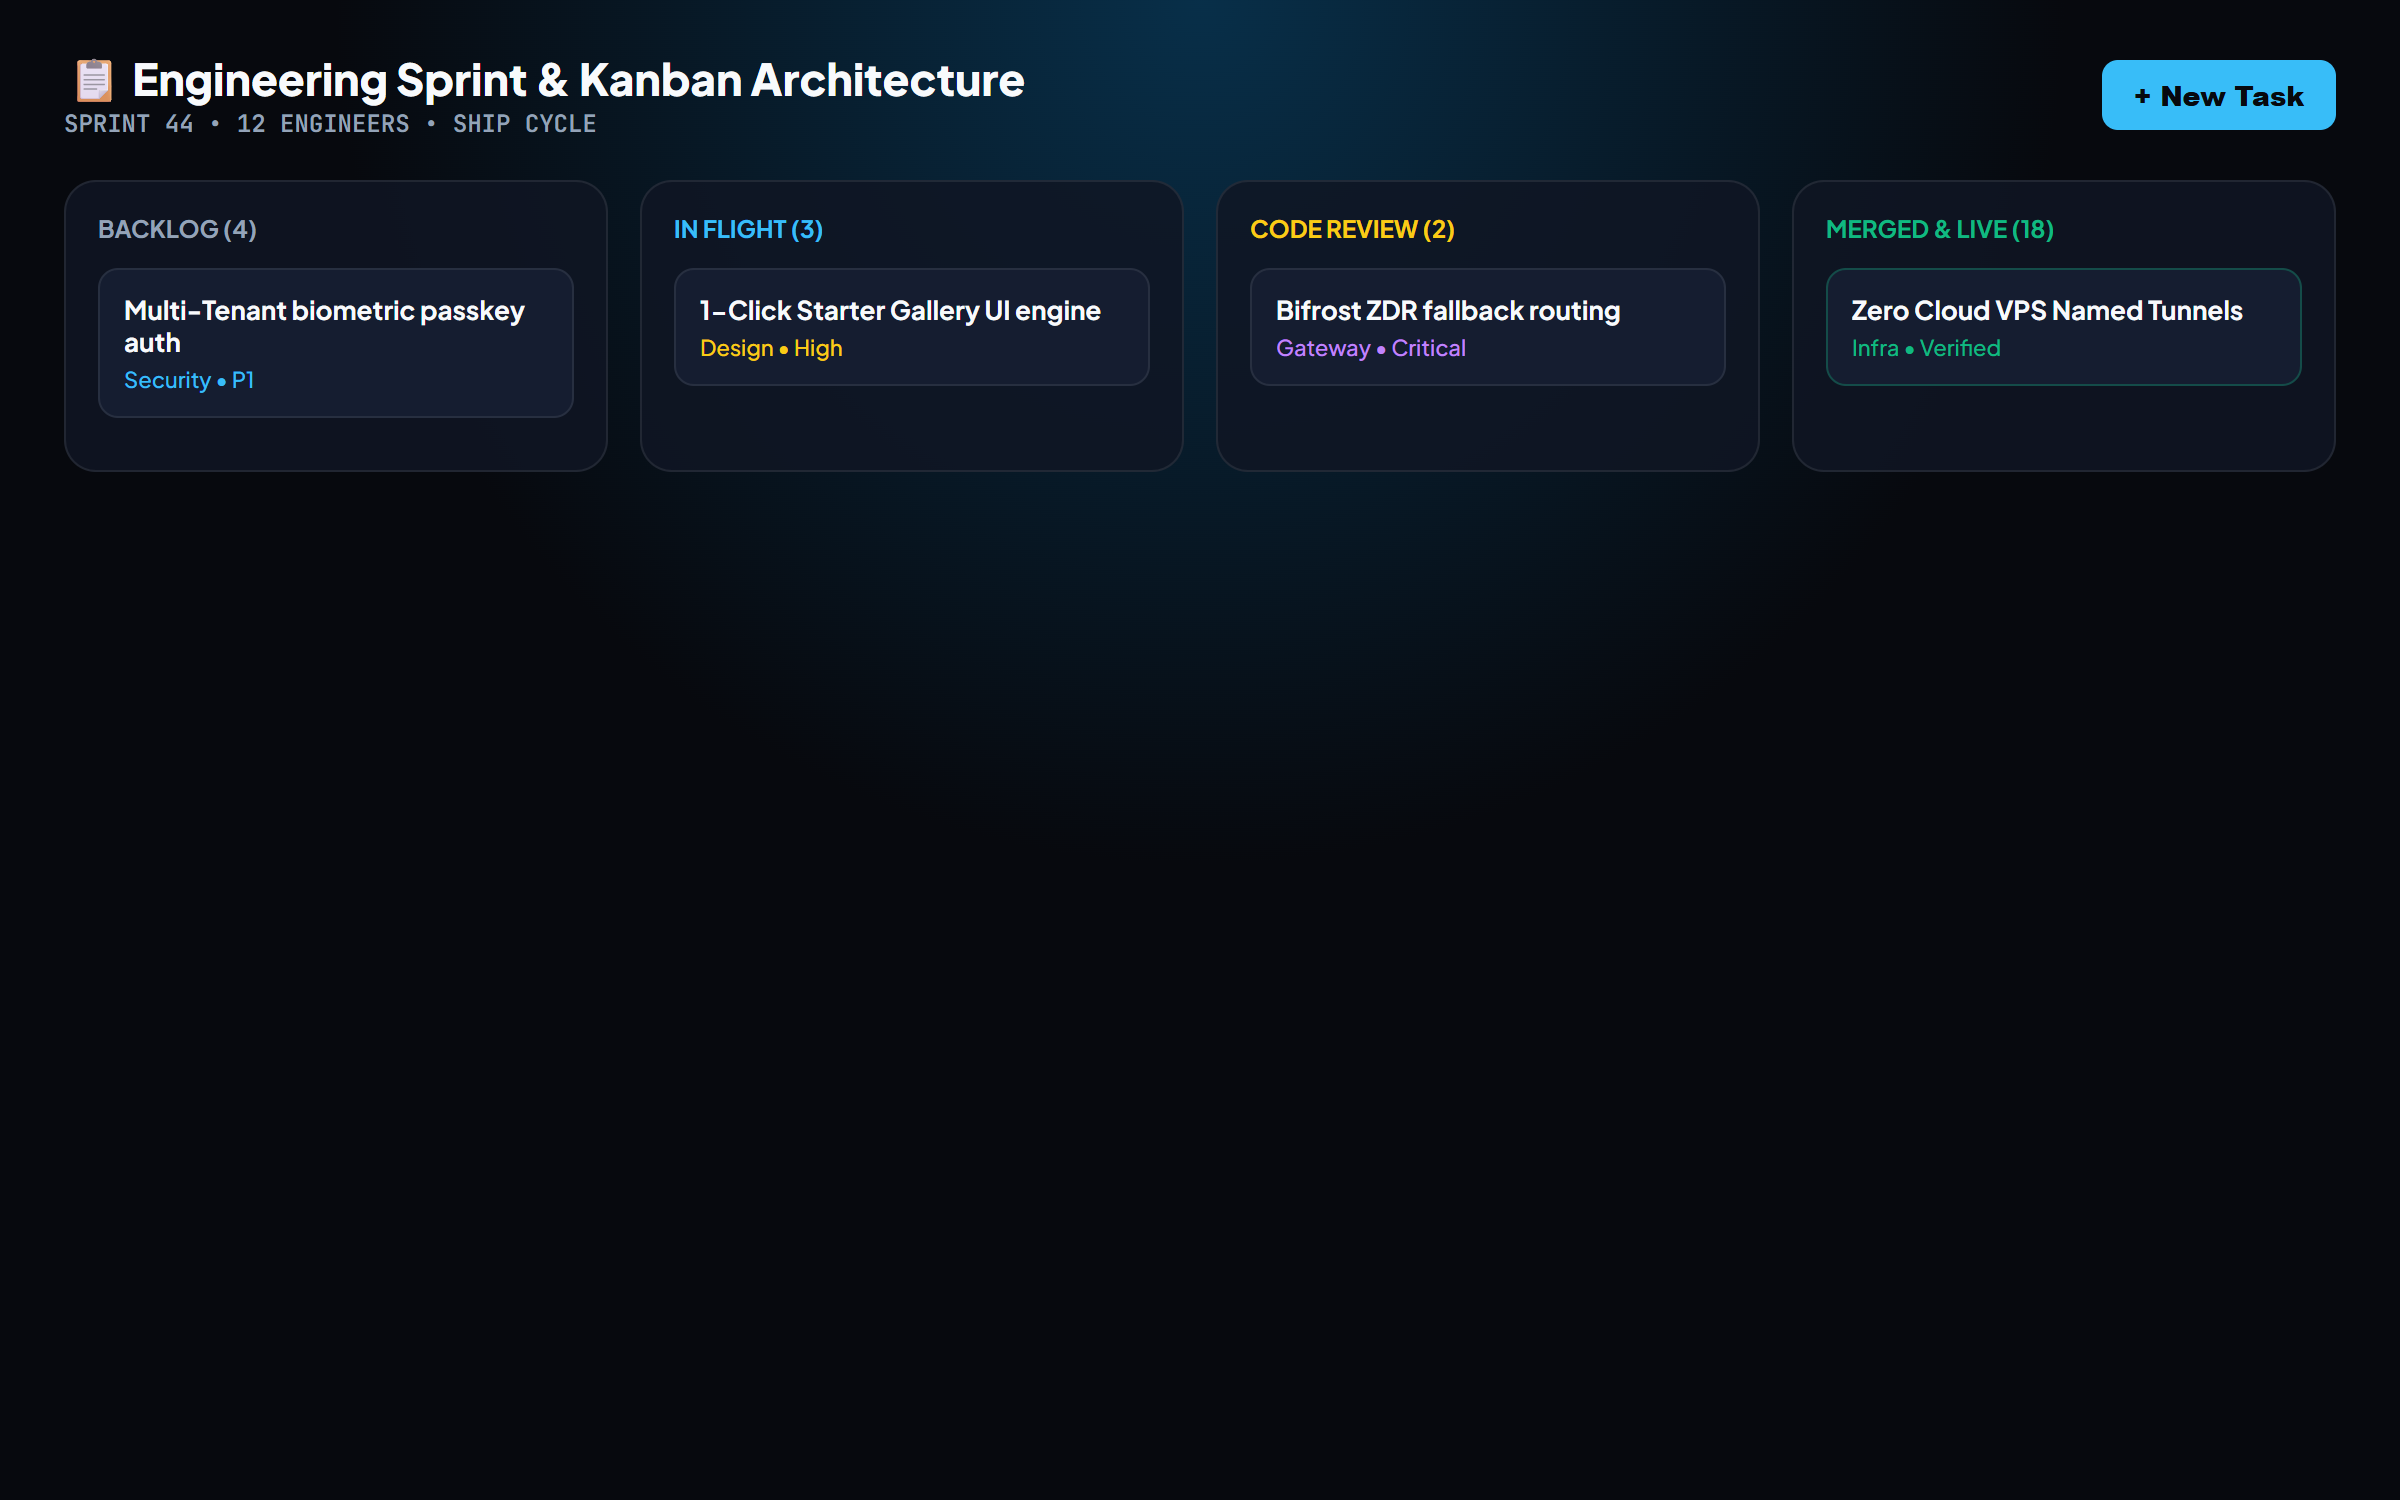 📋 Engineering Sprint & Kanban Architecture
SPRINT 44 • 12 ENGINEERS • SHIP CYCLE
+ New Task
BACKLOG (4)
Multi-Tenant biometric passkey
auth
Security • P1
IN FLIGHT (3)
1-Click Starter Gallery UI engine
Design • High
CODE REVIEW (2)
Bifrost ZDR fallback routing
Gateway • Critical
MERGED & LIVE (18)
Zero Cloud VPS Named Tunnels
Infra • Verified